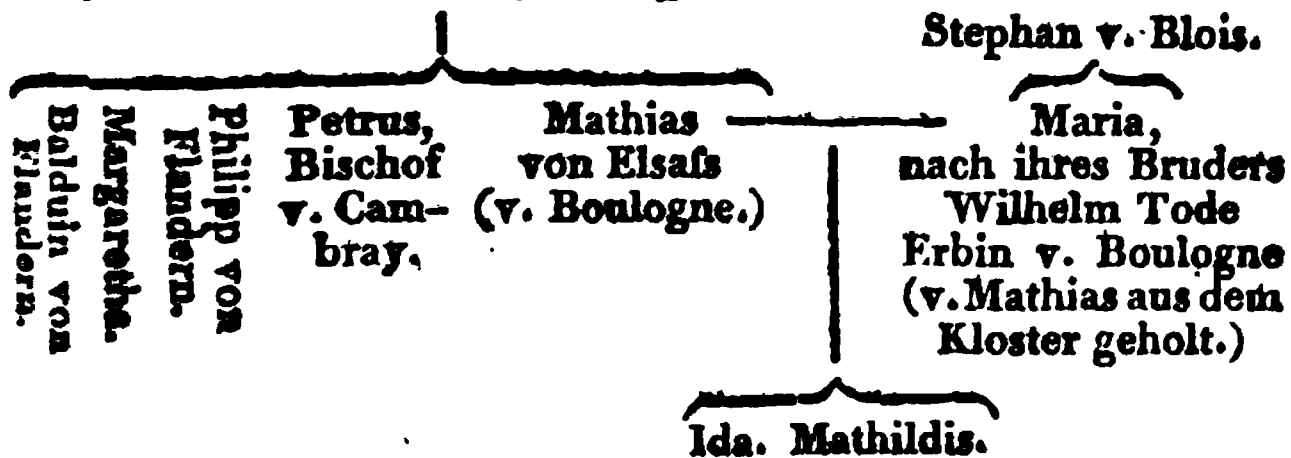 Stephan v. Blois.
Balduin von
Flandern.
Margarethe.
Philipp von
Flandern.
Petrus,
Bischof
v. Cam-
bray.
Mathias
von Elsaſs
(v. Boulogne.)
Maria,
nach ihres Bruders
Wilhelm Tode
Erbin v. Boulogne
(v. Mathias aus dem
Kloster geholt.)
Ida. Mathildis.